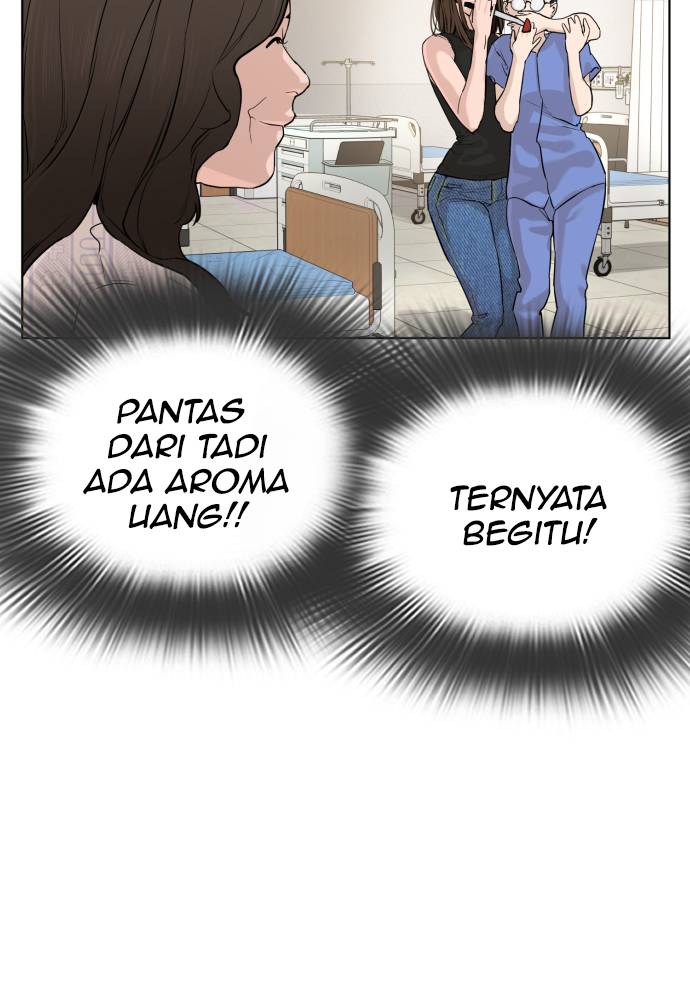 PANTAS
DARI TADI
ADA AROMA
UANG!!
TERNYATA
BEGITU!